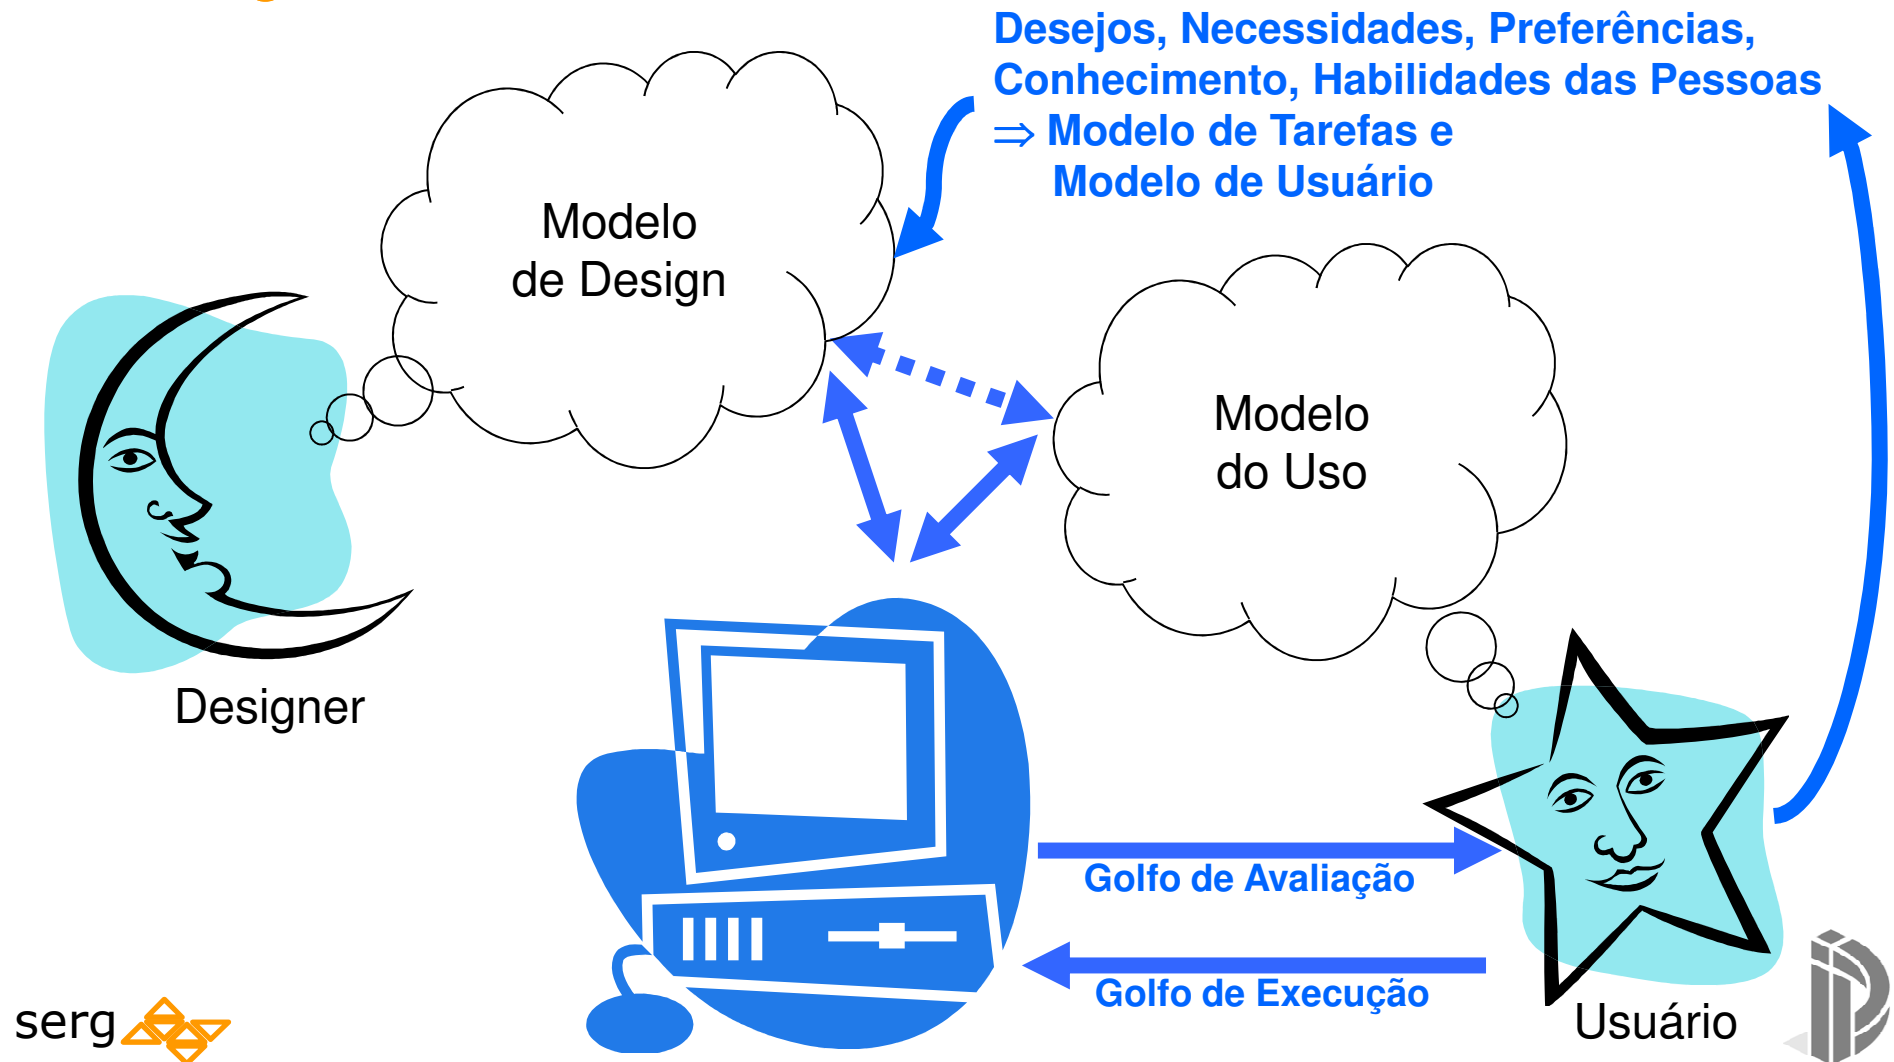 Desejos, Necessidades, Preferências,
Conhecimento, Habilidades das Pessoas
⇒ Modelo de Tarefas e
Modelo de Usuário
Modelo
de Design
Modelo
do Uso
Designer
Golfo de Avaliação
Golfo de Execução
Usuário
serg